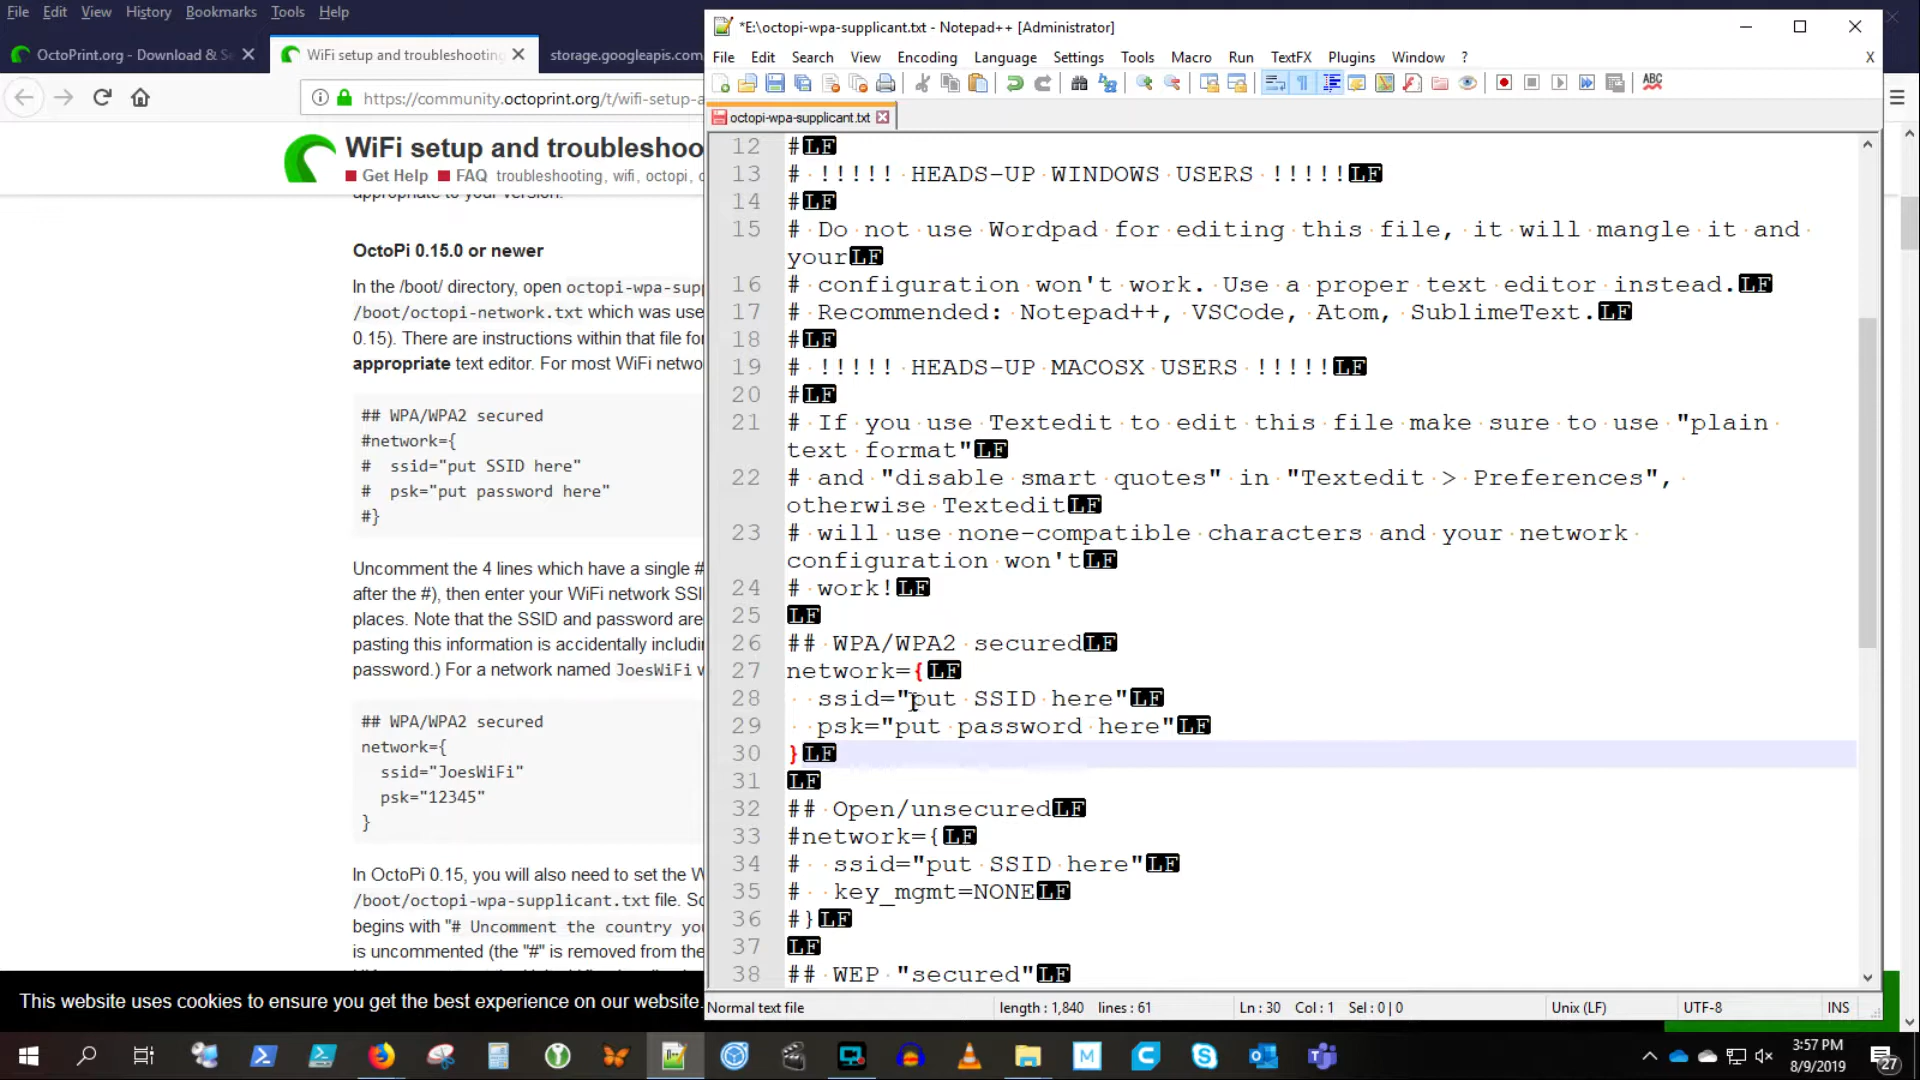 File Edit View History Bookmarks Tools Help
OctoPrint.org - Download & Se
WiFi setup and troubleshooting
storage.googleapis.com
https://community.octoprint.org/t/wifi-setup-a
WiFi setup and troubleshoo
Get Help FAQ troubleshooting, wifi, octopi, o
appropriate to your version.
OctoPi 0.15.0 or newer
In the /boot/ directory, open octopi-wpa-supp
/boot/octopi-network.txt which was use
0.15). There are instructions within that file for
appropriate text editor. For most WiFi netwo
## WPA/WPA2 secured
#network={
#  ssid="put SSID here"
#  psk="put password here"
#}
Uncomment the 4 lines which have a single #
after the #), then enter your WiFi network SSI
places. Note that the SSID and password are
pasting this information is accidentally includi
password.) For a network named JoesWiFi w
## WPA/WPA2 secured
network={
  ssid="JoesWiFi"
  psk="12345"
}
In OctoPi 0.15, you will also need to set the W
/boot/octopi-wpa-supplicant.txt file. Sc
begins with "# Uncomment the country you
is uncommented (the "#" is removed from the
This website uses cookies to ensure you get the best experience on our website.
*E:\octopi-wpa-supplicant.txt - Notepad++ [Administrator]
File Edit Search View Encoding Language Settings Tools Macro Run TextFX Plugins Window ? X
ABC
octopi-wpa-supplicant.txt
12 #LF
13 # !!!!! HEADS-UP WINDOWS USERS !!!!!LF
14 #LF
15 # Do not use Wordpad for editing this file, it will mangle it and
yourLF
16 # configuration won't work. Use a proper text editor instead.LF
17 # Recommended: Notepad++, VSCode, Atom, SublimeText.LF
18 #LF
19 # !!!!! HEADS-UP MACOSX USERS !!!!!LF
20 #LF
21 # If you use Textedit to edit this file make sure to use "plain
text format"LF
22 # and "disable smart quotes" in "Textedit > Preferences",
otherwise TexteditLF
23 # will use none-compatible characters and your network
configuration won'tLF
24 # work!LF
25 LF
26 ## WPA/WPA2 securedLF
27 network={LF
28   ssid="put SSID here"LF
29   psk="put password here"LF
30 }LF
31 LF
32 ## Open/unsecuredLF
33 #network={LF
34 #  ssid="put SSID here"LF
35 #  key_mgmt=NONELF
36 #}LF
37 LF
38 ## WEP "secured"LF
Normal text file length : 1,840 lines : 61 Ln : 30 Col : 1 Sel : 0 | 0 Unix (LF) UTF-8 INS
3:57 PM
8/9/2019
27